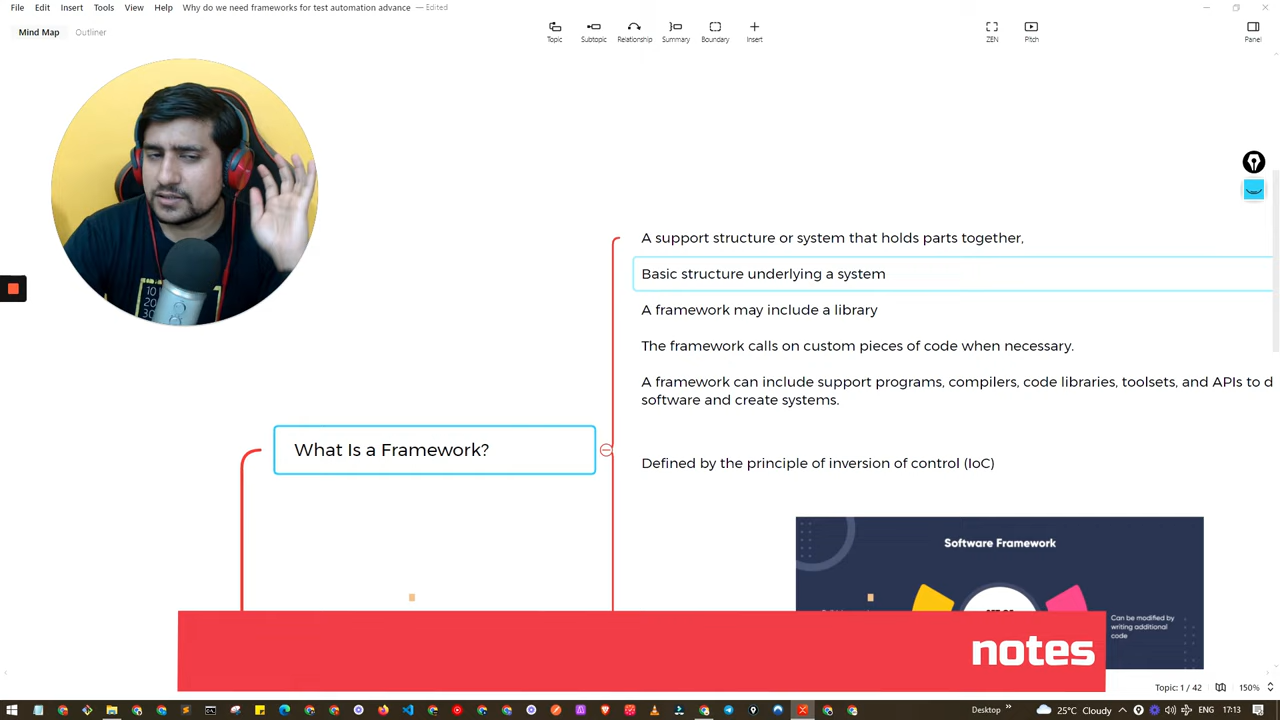 File Edit Insert Tools View Help Why do we need frameworks for test automation advance — Edited
Mind Map Outliner
Topic Subtopic Relationship Summary Boundary Insert ZEN Pitch Panel
A support structure or system that holds parts together,
Basic structure underlying a system
A framework may include a library
The framework calls on custom pieces of code when necessary.
A framework can include support programs, compilers, code libraries, toolsets, and APIs to d
software and create systems.
What Is a Framework?
Defined by the principle of inversion of control (IoC)
Software Framework
Can be modified by
writing additional
code
notes
10
20
30
Topic: 1 / 42 150%
Desktop 25°C Cloudy ENG 17:13